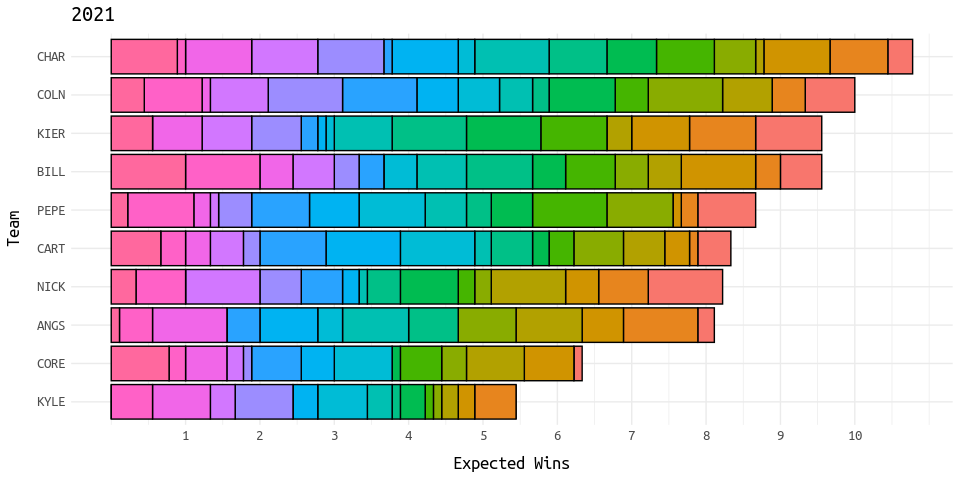 2021
CHAR
COLN
KIER
BILL
PEPE
CART
NICK
ANGS
CORE
KYLE
Team
1 2 3 4 5 6 7 8 9 10
Expected Wins